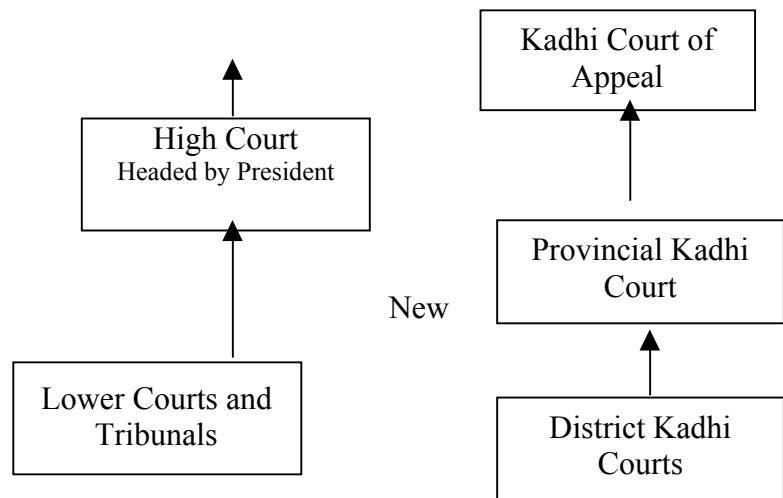 Kadhi Court of
Appeal
High Court
Headed by President
Provincial Kadhi
Court
New
Lower Courts and
Tribunals
District Kadhi
Courts